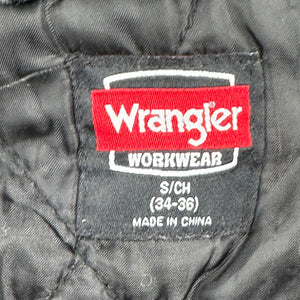 Wrangler
WORKWEAR
S/CH
(34-36)
MADE IN CHINA